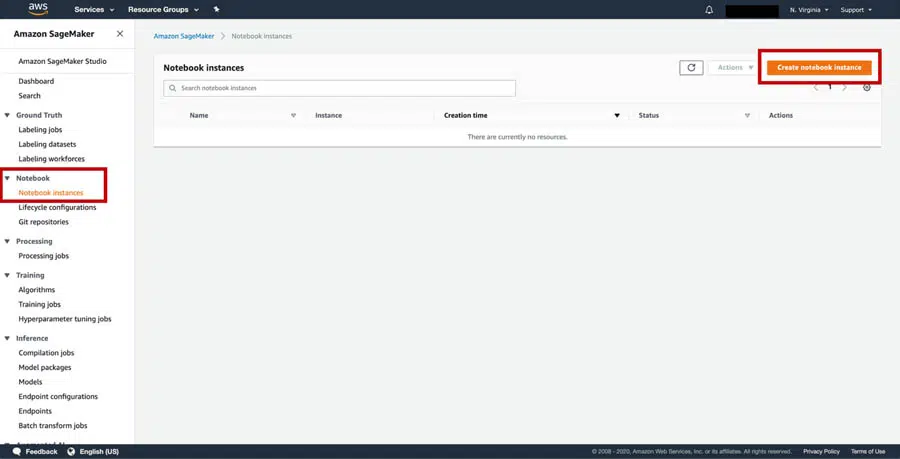 aws
Services
Resource Groups
N. Virginia
Support
Amazon SageMaker
Amazon SageMaker Studio
Dashboard
Search
Ground Truth
Labeling jobs
Labeling datasets
Labeling workforces
Notebook
Notebook instances
Lifecycle configurations
Git repositories
Processing
Processing jobs
Training
Algorithms
Training jobs
Hyperparameter tuning jobs
Inference
Compilation jobs
Model packages
Models
Endpoint configurations
Endpoints
Batch transform jobs
Amazon SageMaker > Notebook instances
Notebook instances
Actions
Create notebook instance
Search notebook instances
1
Name
Instance
Creation time
Status
Actions
There are currently no resources.
Feedback
English (US)
© 2008 - 2020, Amazon Web Services, Inc. or its affiliates. All rights reserved.
Privacy Policy
Terms of Use